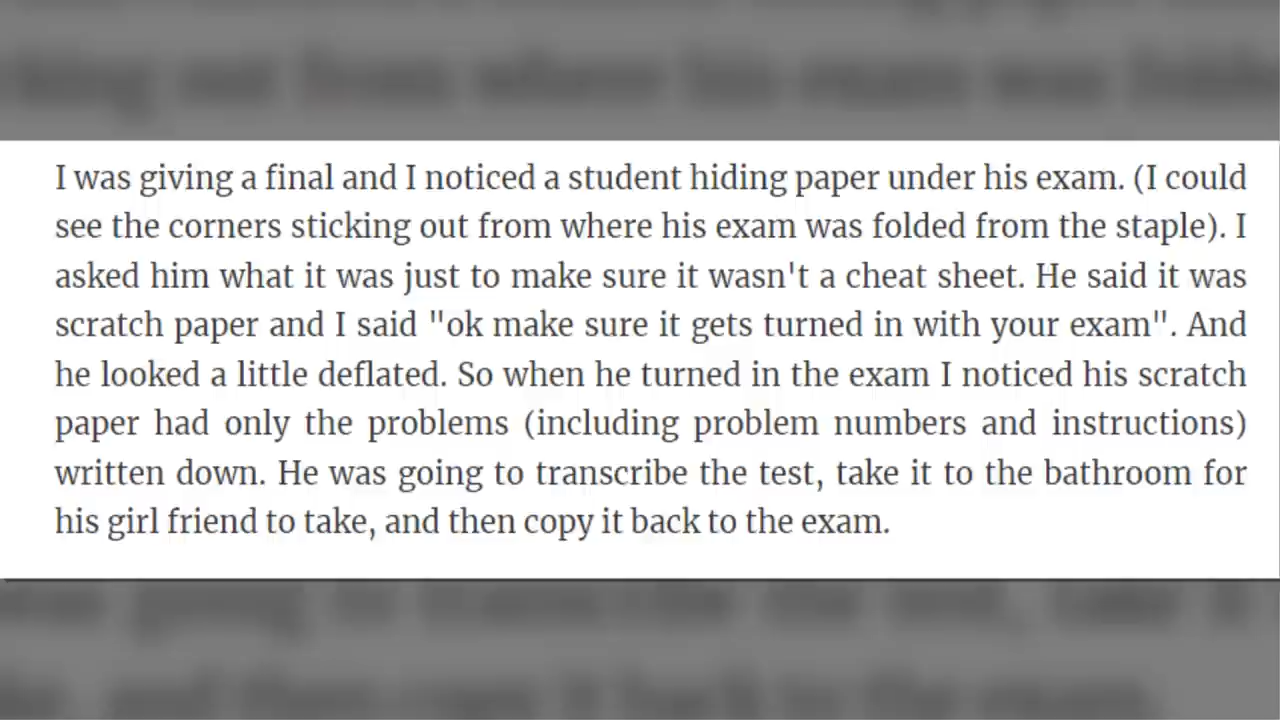 I was giving a final and I noticed a student hiding paper under his exam. (I could
see the corners sticking out from where his exam was folded from the staple). I
asked him what it was just to make sure it wasn't a cheat sheet. He said it was
scratch paper and I said "ok make sure it gets turned in with your exam". And
he looked a little deflated. So when he turned in the exam I noticed his scratch
paper had only the problems (including problem numbers and instructions)
written down. He was going to transcribe the test, take it to the bathroom for
his girl friend to take, and then copy it back to the exam.